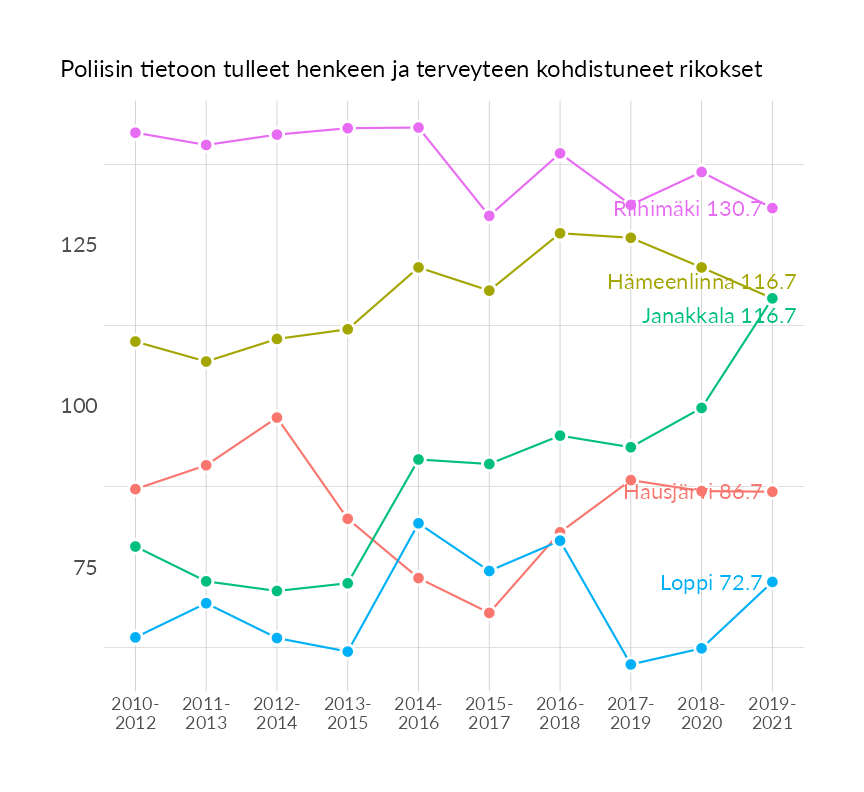 Poliisin tietoon tulleet henkeen ja terveyteen kohdistuneet rikokset
Riihimäki 130.7
125
Hämeenlinna 116.7
Janakkala 116.7
100
Hausjärvi 86.7
75
Loppi 72.7
2010- 2011- 2012- 2013- 2014- 2015- 2016- 2017- 2018- 2019-
2012 2013 2014 2015 2016 2017 2018 2019 2020 2021